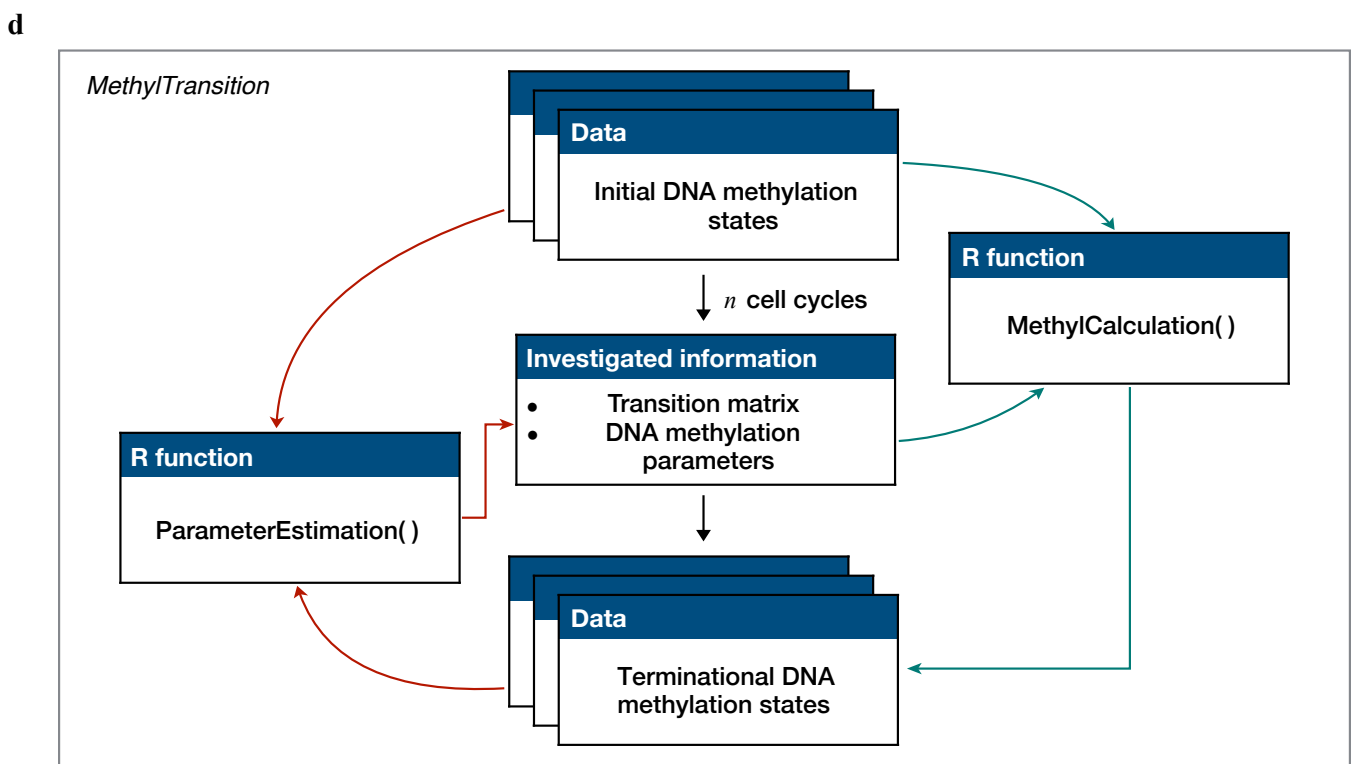 d
MethylTransition
Data
Initial DNA methylation
states
R function
MethylCalculation( )
n cell cycles
Investigated information
• Transition matrix
• DNA methylation
parameters
R function
ParameterEstimation( )
Data
Terminational DNA
methylation states